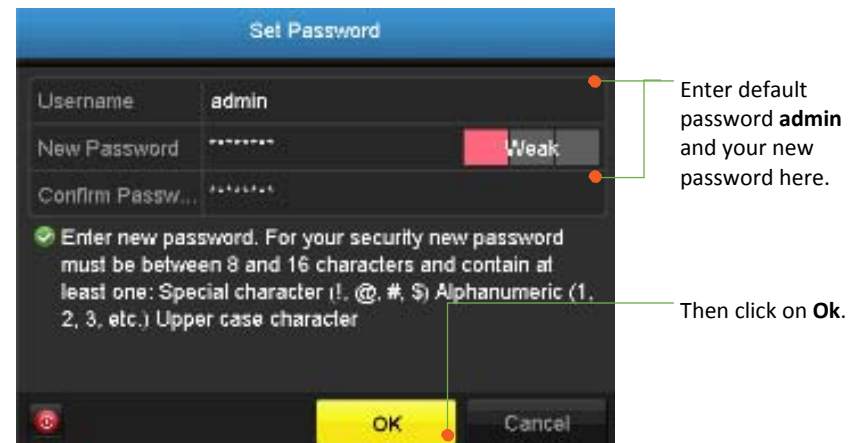 Set Password
Username admin
New Password ******** Weak
Confirm Passw... ********
Enter new password. For your security new password
must be between 8 and 16 characters and contain at
least one: Special character (!, @, #, $) Alphanumeric (1,
2, 3, etc.) Upper case character
OK Cancel
Enter default
password admin
and your new
password here.
Then click on Ok.